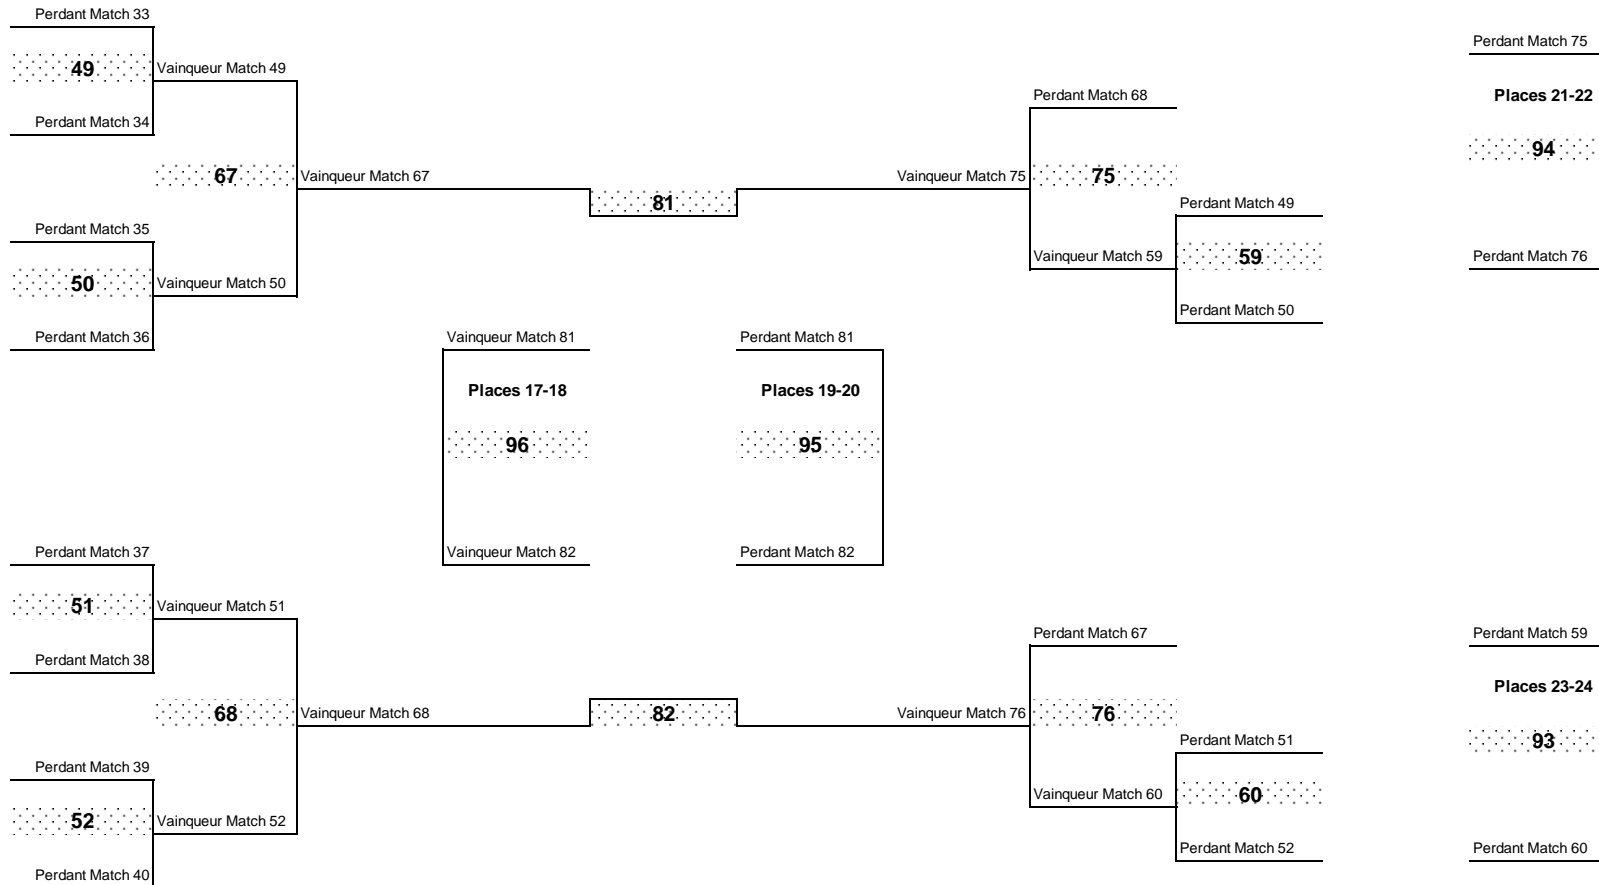 Perdant Match 33
Perdant Match 75
49
Vainqueur Match 49
Perdant Match 68
Places 21-22
Perdant Match 34
94
67
Vainqueur Match 67
Vainqueur Match 75
75
81
Perdant Match 49
Perdant Match 35
Vainqueur Match 59
59
Perdant Match 76
50
Vainqueur Match 50
Perdant Match 50
Perdant Match 36
Vainqueur Match 81
Perdant Match 81
Places 17-18
Places 19-20
96
95
Perdant Match 37
Vainqueur Match 82
Perdant Match 82
51
Vainqueur Match 51
Perdant Match 67
Perdant Match 59
Perdant Match 38
Places 23-24
68
Vainqueur Match 68
82
Vainqueur Match 76
76
Perdant Match 51
93
Perdant Match 39
Vainqueur Match 60
60
52
Vainqueur Match 52
Perdant Match 52
Perdant Match 60
Perdant Match 40